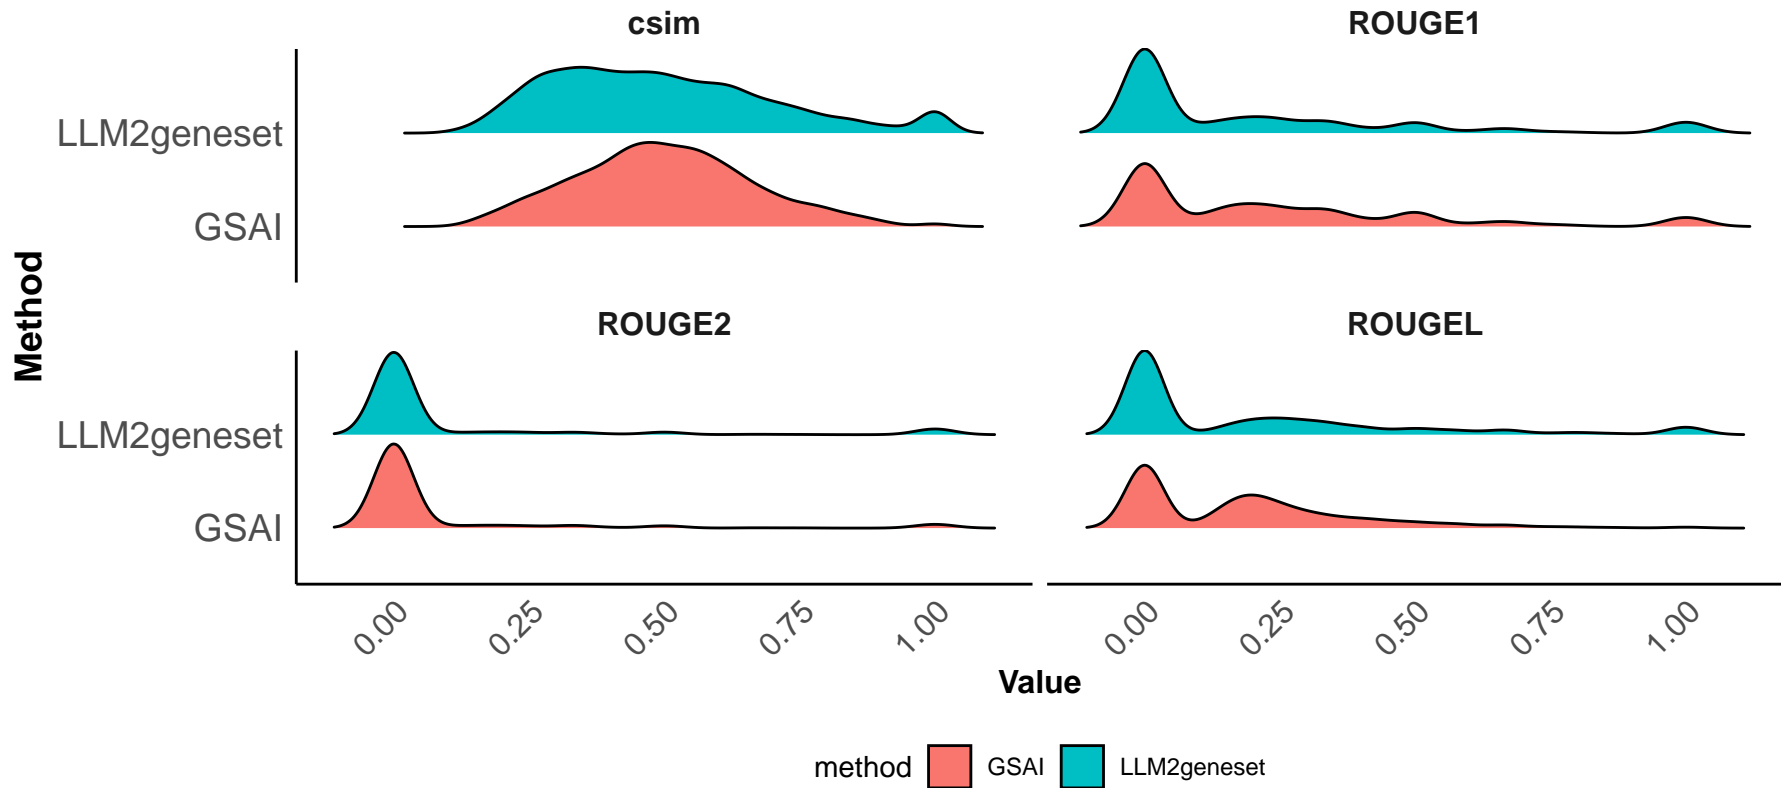 csim
ROUGE1
LLM2geneset
GSAI
Method
ROUGE2
ROUGEL
LLM2geneset
GSAI
0.00 0.25 0.50 0.75 1.00
0.00 0.25 0.50 0.75 1.00
Value
method GSAI LLM2geneset